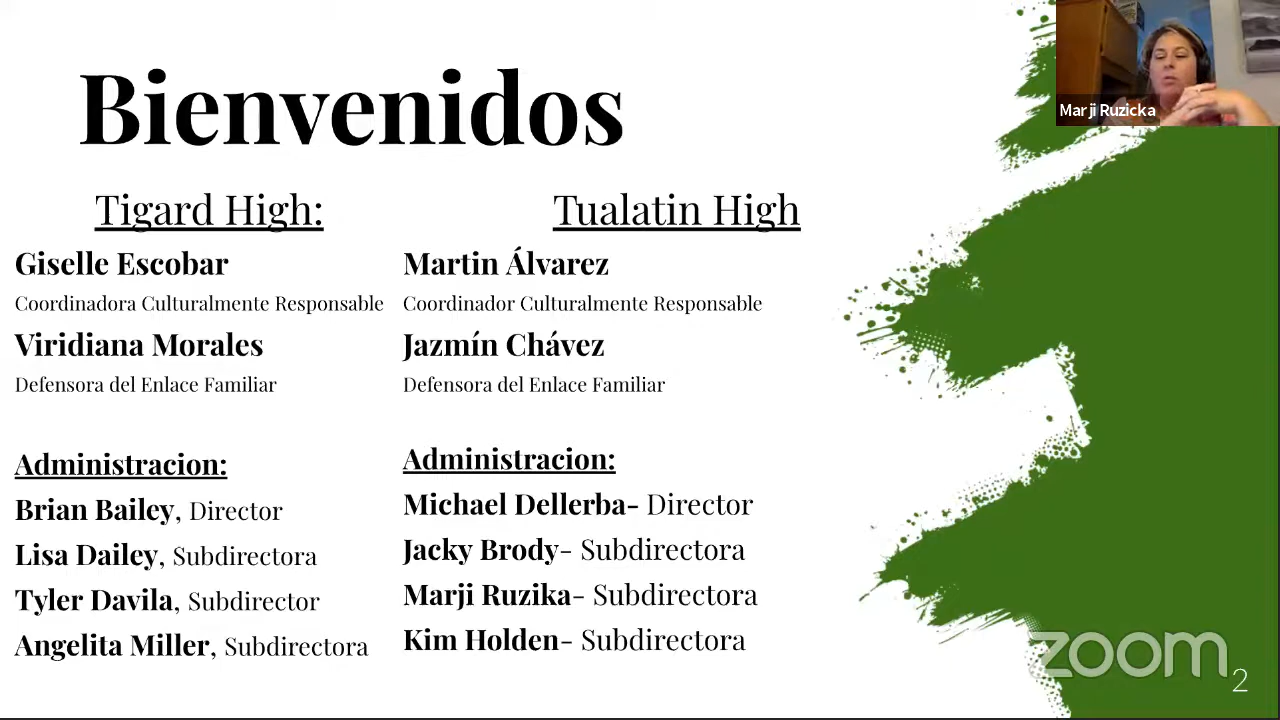 Bienvenidos
Marji Ruzicka
Tigard High:
Giselle Escobar
Coordinadora Culturalmente Responsable
Viridiana Morales
Defensora del Enlace Familiar
Administracion:
Brian Bailey, Director
Lisa Dailey, Subdirectora
Tyler Davila, Subdirector
Angelita Miller, Subdirectora
Tualatin High
Martin Álvarez
Coordinador Culturalmente Responsable
Jazmín Chávez
Defensora del Enlace Familiar
Administracion:
Michael Dellerba- Director
Jacky Brody- Subdirectora
Marji Ruzika- Subdirectora
Kim Holden- Subdirectora
zoom
2